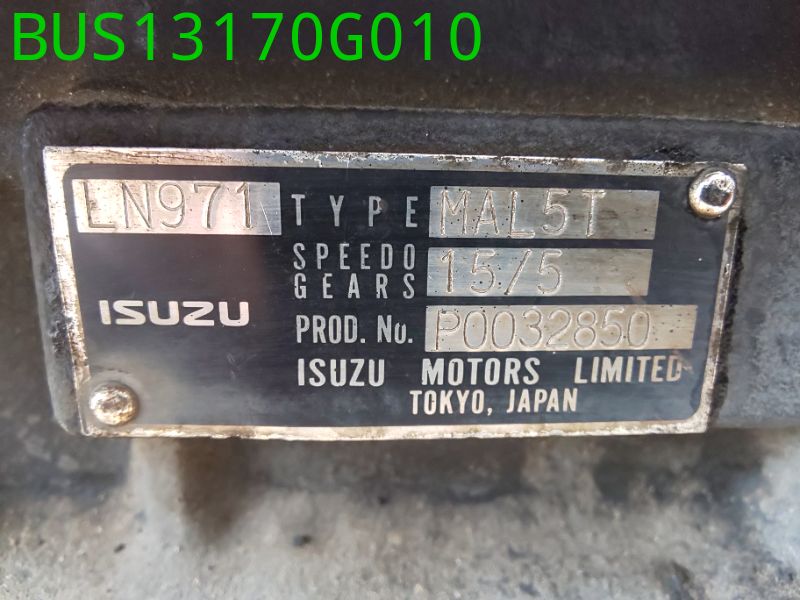 BUS13170G010
LN971 TYPE MAL5T
SPEEDO GEARS 15/5
ISUZU PROD. No. P0032850
ISUZU MOTORS LIMITED
TOKYO, JAPAN